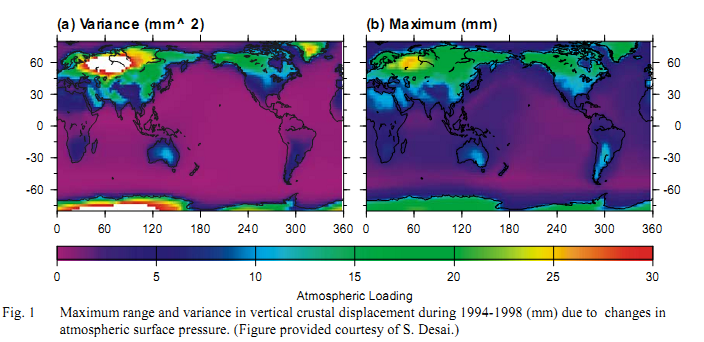 (a) Variance (mm^ 2)
(b) Maximum (mm)
60
30
0
-30
-60
60
30
0
-30
-60
0 60 120 180 240 300 360
0 60 120 180 240 300 360
0 5 10 15 20 25 30
Atmospheric Loading
Fig. 1 Maximum range and variance in vertical crustal displacement during 1994-1998 (mm) due to changes in
atmospheric surface pressure. (Figure provided courtesy of S. Desai.)